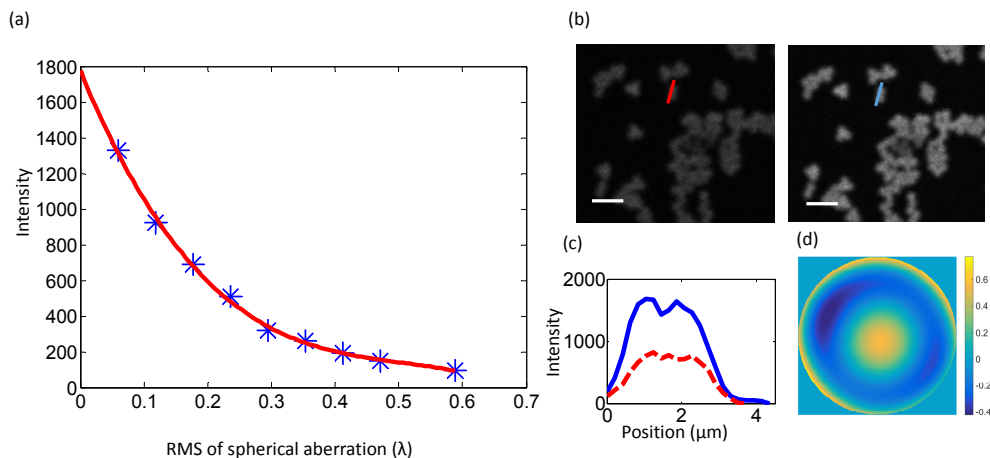 (a)
1800
1600
1400
1200
1000
800
600
400
200
0
Intensity
0 0.1 0.2 0.3 0.4 0.5 0.6 0.7
RMS of spherical aberration (λ)
(b)
(c)
2000
1000
0
Intensity
0 2 4
Position (μm)
(d)
0.6
0.4
0.2
0
-0.2
-0.4